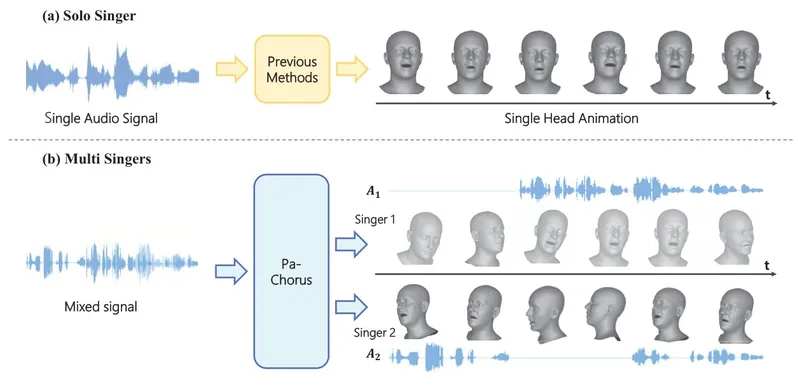 (a) Solo Singer
Single Audio Signal
Previous
Methods
t
Single Head Animation
(b) Multi Singers
Mixed signal
Pa-
Chorus
A1
Singer 1
t
Singer 2
A2